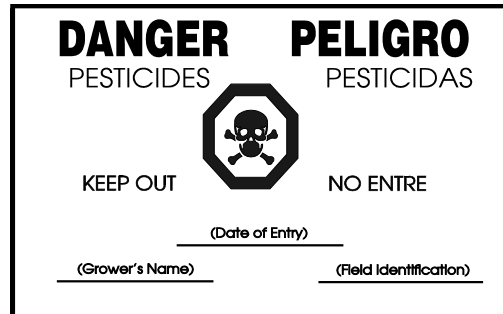 DANGER PELIGRO
PESTICIDES PESTICIDAS
KEEP OUT NO ENTRE
(Date of Entry)
(Grower's Name) (Field Identification)